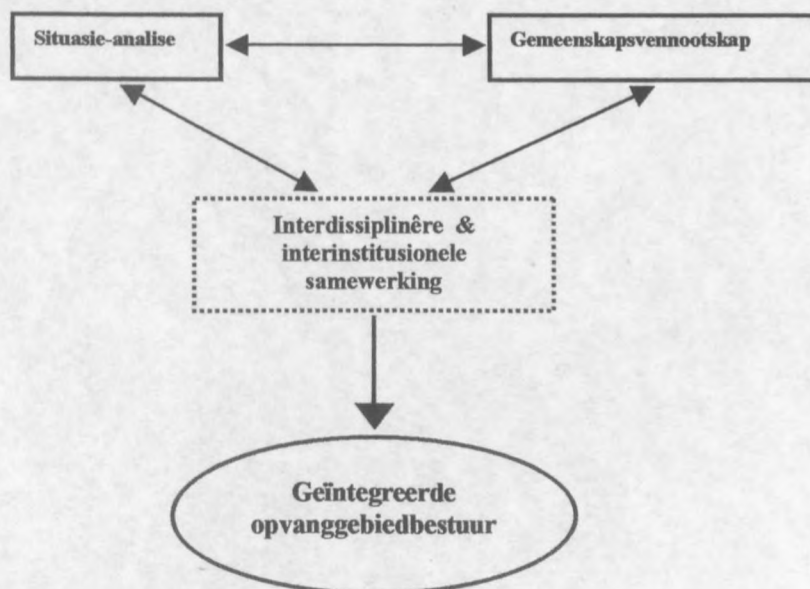 Situasie-analise
Gemeenskapsvennootskap
Interdissiplinêre &
interinstitusionele
samewerking
Geïntegreerde
opvanggebiedbestuur